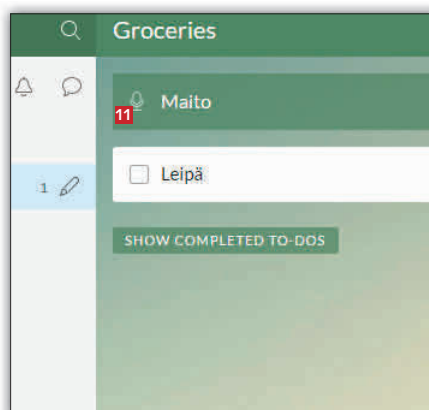 Groceries
Maito
11
Leipä
1
SHOW COMPLETED TO-DOS